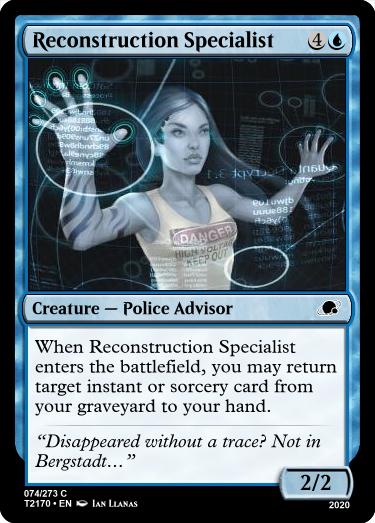 Reconstruction Specialist 4
DANGER
HIGH VOLTAGE
KEEP OUT
Creature — Police Advisor
When Reconstruction Specialist
enters the battlefield, you may return
target instant or sorcery card from
your graveyard to your hand.
“Disappeared without a trace? Not in
Bergstadt…”
2/2
074/273 C
T2170 • EN Ian Llanas
2020